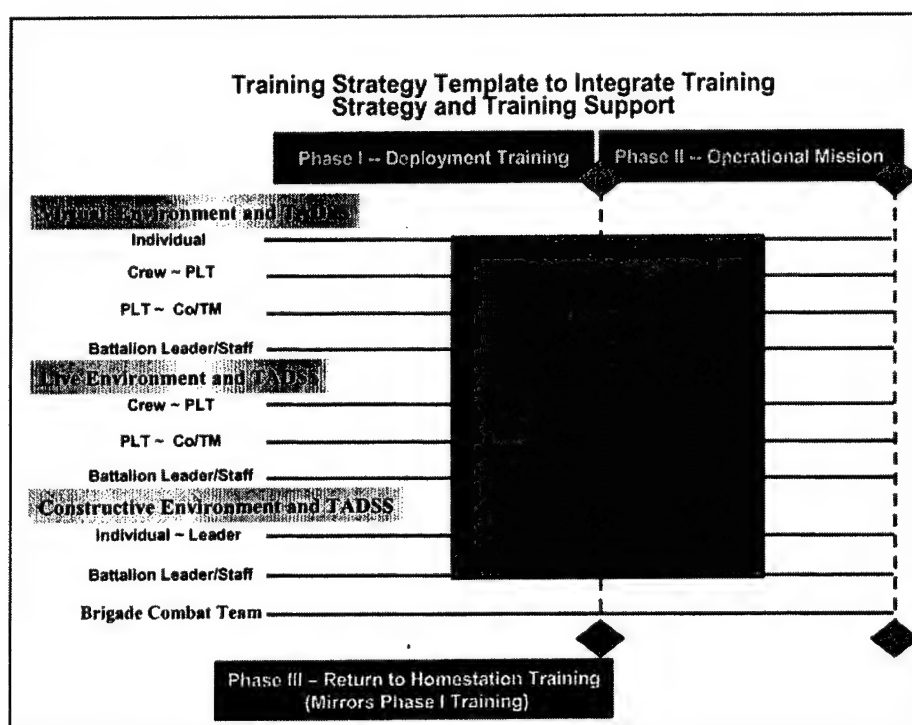 Training Strategy Template to Integrate Training
Strategy and Training Support
Phase I -- Deployment Training
Phase II -- Operational Mission
Virtual Environment and TADSS
Individual
Crew ~ PLT
PLT ~ Co/TM
Battalion Leader/Staff
Live Environment and TADSS
Crew ~ PLT
PLT ~ Co/TM
Battalion Leader/Staff
Constructive Environment and TADSS
Individual ~ Leader
Battalion Leader/Staff
Brigade Combat Team
Phase III – Return to Homestation Training
(Mirrors Phase I Training)